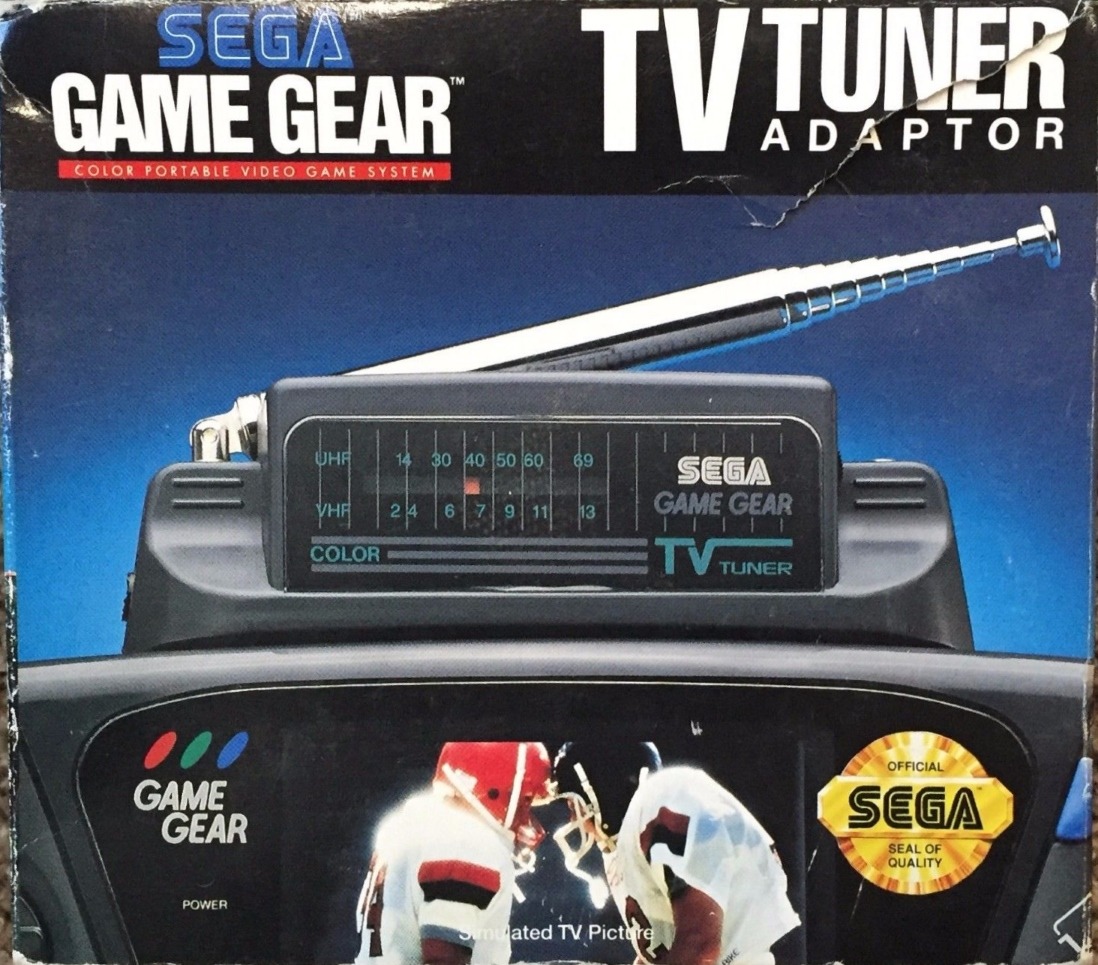 SEGA
GAME GEAR™
COLOR PORTABLE VIDEO GAME SYSTEM
TV TUNER
ADAPTOR
UHF 14 30 40 50 60 69
VHF 2 4 6 7 9 11 13
COLOR
SEGA
GAME GEAR
TV TUNER
GAME
GEAR
POWER
OFFICIAL
SEGA™
SEAL OF
QUALITY
Simulated TV Picture